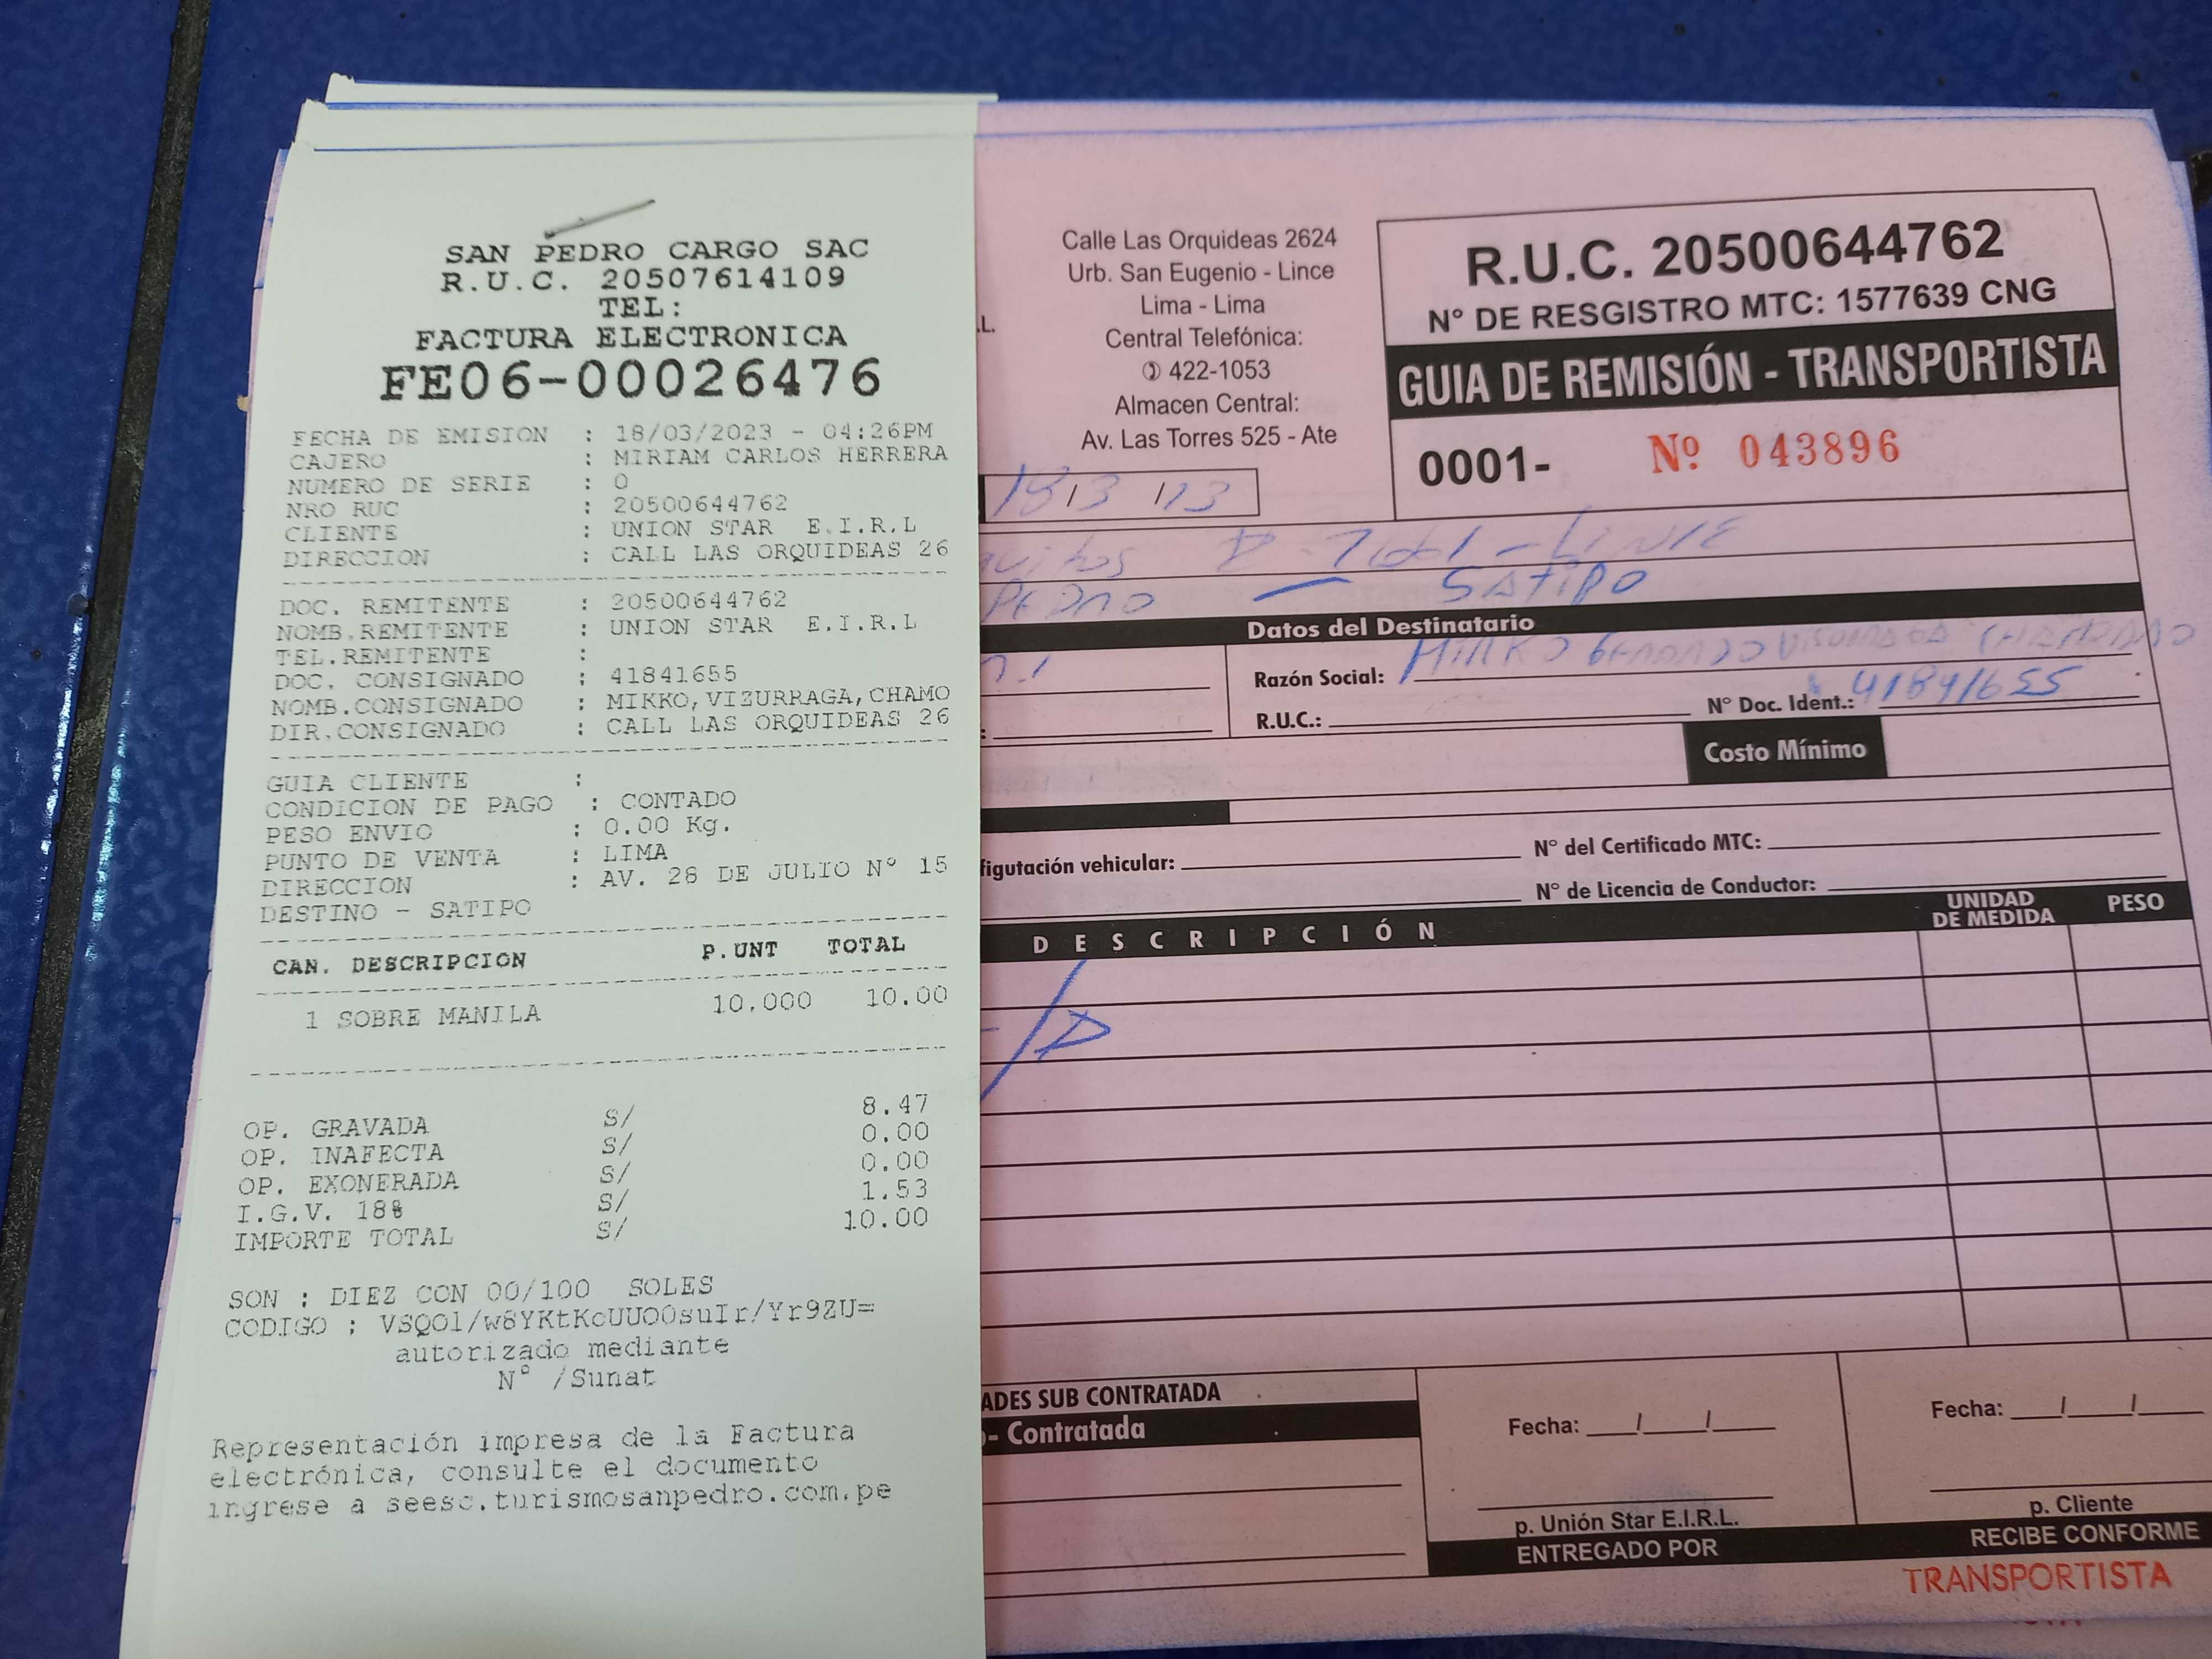 SAN PEDRO CARGO SAC
R.U.C. 20507614109
TEL:
FACTURA ELECTRONICA
FE06-00026476
FECHA DE EMISION : 18/03/2023 - 04:26PM
CAJERO : MIRIAM CARLOS HERRERA
NUMERO DE SERIE : 0
NRO RUC : 20500644762
CLIENTE : UNION STAR E.I.R.L
DIRECCION : CALL LAS ORQUIDEAS 26
DOC. REMITENTE : 20500644762
NOMB.REMITENTE : UNION STAR E.I.R.L
TEL.REMITENTE :
DOC. CONSIGNADO : 41841655
NOMB.CONSIGNADO : MIKKO,VIZURRAGA,CHAMO
DIR.CONSIGNADO : CALL LAS ORQUIDEAS 26
GUIA CLIENTE :
CONDICION DE PAGO : CONTADO
PESO ENVIO : 0.00 Kg.
PUNTO DE VENTA : LIMA
DIRECCION : AV. 28 DE JULIO Nº 15
DESTINO - SATIPO
CAN. DESCRIPCION P.UNT TOTAL
1 SOBRE MANILA 10.000 10.00
OP. GRAVADA S/ 8.47
OP. INAFECTA S/ 0.00
OP. EXONERADA S/ 0.00
I.G.V. 18% S/ 1.53
IMPORTE TOTAL S/ 10.00
SON : DIEZ CON 00/100 SOLES
CODIGO :
autorizado mediante
Nº /Sunat
Representación impresa de la Factura
electrónica, consulte el documento
ingrese a seesc.turismosanpedro.com.pe
Calle Las Orquideas 2624
Urb. San Eugenio - Lince
Lima - Lima
Central Telefónica:
422-1053
Almacen Central:
Av. Las Torres 525 - Ate
.L.
R.U.C. 20500644762
N° DE RESGISTRO MTC: 1577639 CNG
GUIA DE REMISIÓN - TRANSPORTISTA
0001- Nº 043896
PEDRO - SATIPO
Datos del Destinatario
Razón Social:
R.U.C.: N° Doc. Ident.: 41841655
Costo Mínimo
figutación vehicular: N° del Certificado MTC:
N° de Licencia de Conductor:
DESCRIPCIÓN UNIDAD DE MEDIDA PESO
ADES SUB CONTRATADA
- Contratada
Fecha: / / Fecha: / /
p. Unión Star E.I.R.L. p. Cliente
ENTREGADO POR RECIBE CONFORME
TRANSPORTISTA